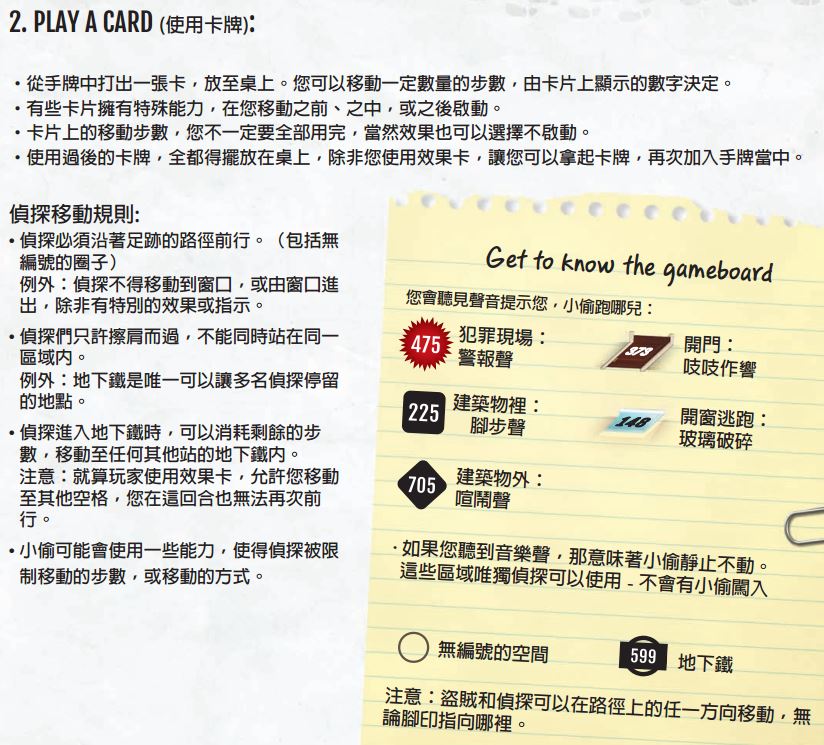 2. PLAY A CARD (使用卡牌):
・從手牌中打出一張卡，放至桌上。您可以移動一定數量的步數，由卡片上顯示的數字決定。
・有些卡片擁有特殊能力，在您移動之前、之中，或之後啟動。
・卡片上的移動步數，您不一定要全部用完，當然效果也可以選擇不啟動。
・使用過後的卡牌，全都得擺放在桌上，除非您使用效果卡，讓您可以拿起卡牌，再次加入手牌當中。
偵探移動規則:
• 偵探必須沿著足跡的路徑前行。（包括無
編號的圈子）
例外：偵探不得移動到窗口，或由窗口進
出，除非有特別的效果或指示。
• 偵探們只許擦肩而過，不能同時站在同一
區域內。
例外：地下鐵是唯一可以讓多名偵探停留
的地點。
• 偵探進入地下鐵時，可以消耗剩餘的步
數，移動至任何其他站的地下鐵內。
注意：就算玩家使用效果卡，允許您移動
至其他空格，您在這回合也無法再次前
行。
• 小偷可能會使用一些能力，使得偵探被限
制移動的步數，或移動的方式。
Get to know the gameboard
您會聽見聲音提示您，小偷跑哪兒：
475 犯罪現場：
警報聲
373 開門：
吱吱作響
225 建築物裡：
腳步聲
146 開窗逃跑：
玻璃破碎
705 建築物外：
喧鬧聲
・如果您聽到音樂聲，那意味著小偷靜止不動。
這些區域唯獨偵探可以使用 - 不會有小偷闖入
無編號的空間
599 地下鐵
注意：盜賊和偵探可以在路徑上的任一方向移動，無
論腳印指向哪裡。